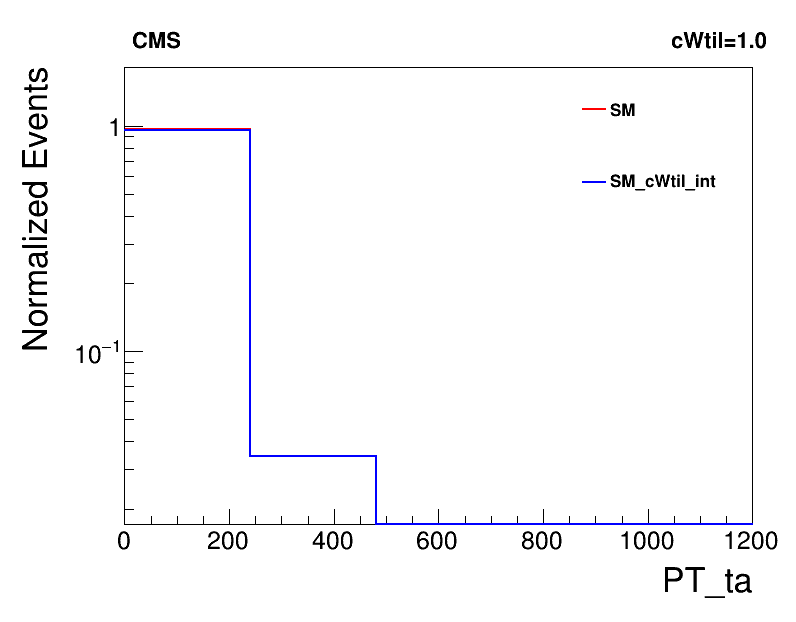 CMS
cWtil=1.0
Normalized Events
SM
SM_cWtil_int
1
10⁻¹
0 200 400 600 800 1000 1200
PT_ta